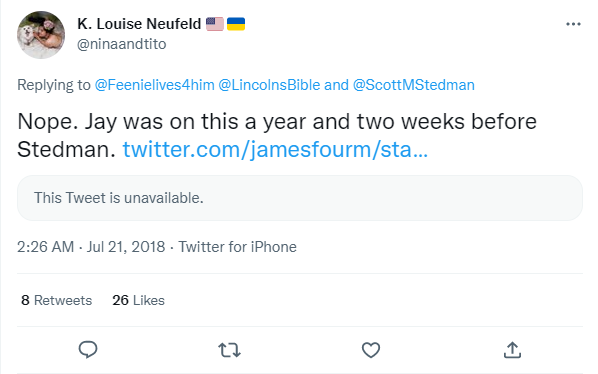 K. Louise Neufeld 🇺🇸🇺🇦
@ninaandtito
Replying to @Feenielives4him @LincolnsBible and @ScottMStedman
Nope. Jay was on this a year and two weeks before
Stedman. twitter.com/jamesfourm/sta…
This Tweet is unavailable.
2:26 AM · Jul 21, 2018 · Twitter for iPhone
8 Retweets 26 Likes